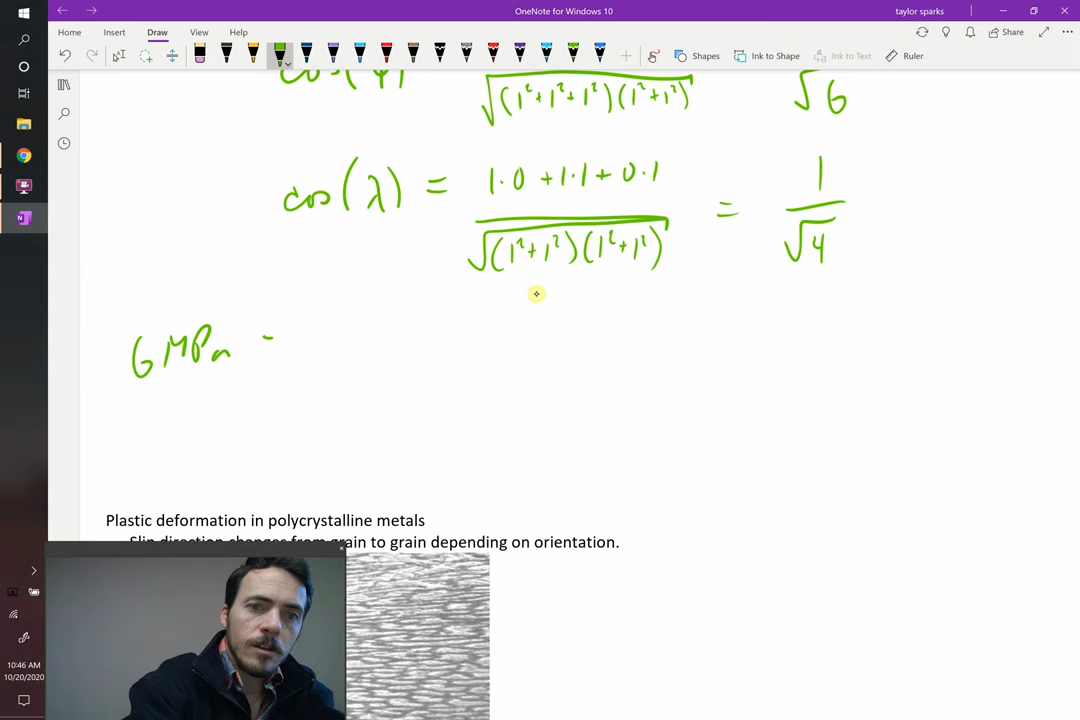 OneNote for Windows 10
taylor sparks
Home Insert Draw View Help
Share
Shapes Ink to Shape Ink to Text Ruler
√(1²+1²+1²)(1²+1²)
√6
cos(λ) = 1·0 + 1·1 + 0·1 / √(1²+1²)(1²+1²) = 1 / √4
6 MPa -
Plastic deformation in polycrystalline metals
Slip direction changes from grain to grain depending on orientation.
10:46 AM
10/20/2020